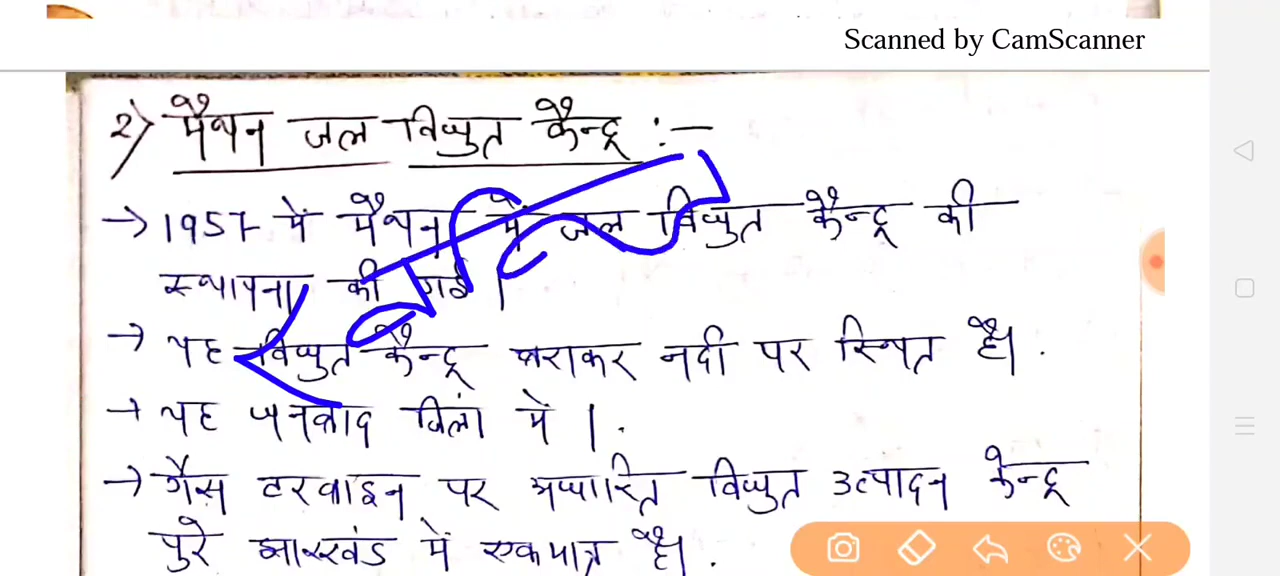 Scanned by CamScanner
2) मैथन जल विद्युत केन्द्र :—
→ 1957 में मैथन में जल विद्युत केन्द्र की
स्थापना की गई |
→ यह विद्युत केन्द्र बराकर नदी पर स्थित है। .
→ यह धनबाद जिला में | .
→ गैस टरबाइन पर आधारित विद्युत उत्पादन केन्द्र
पुरे झारखंड में एकमात्र है। .